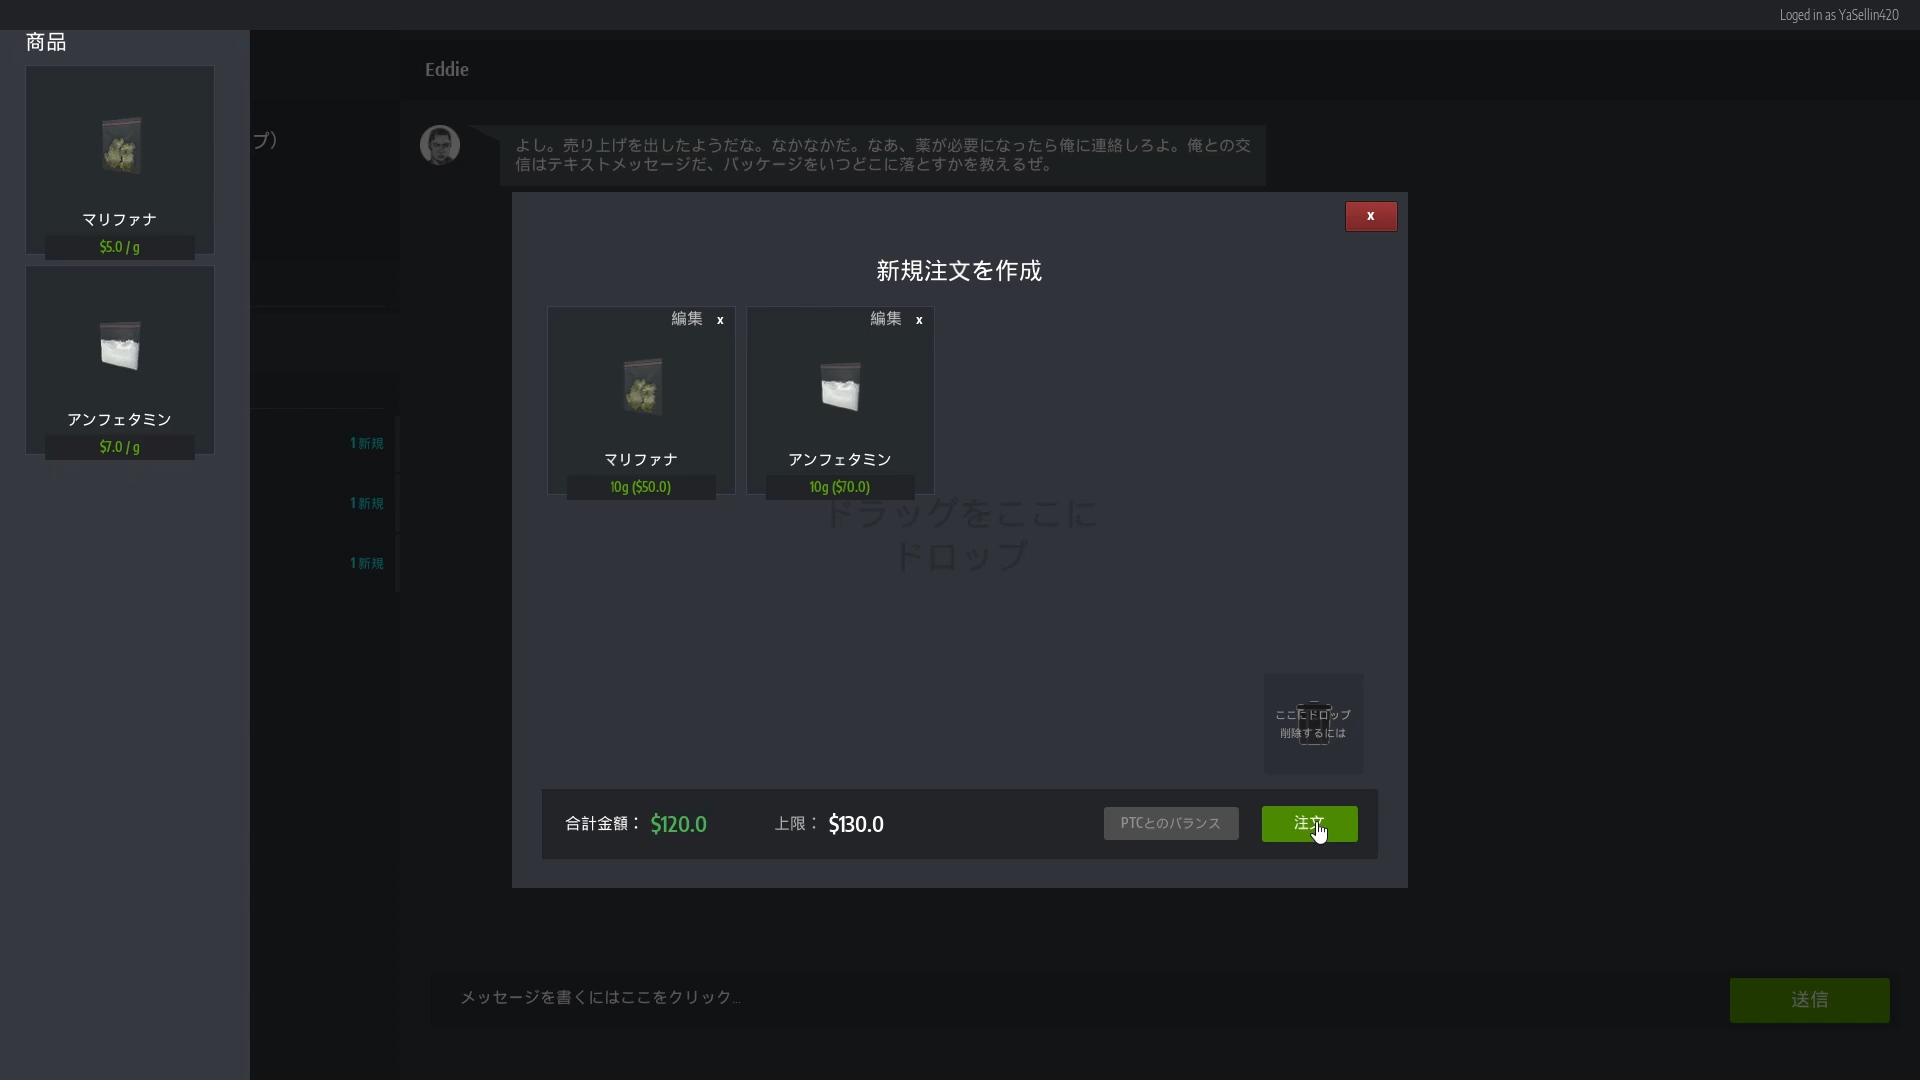 Loged in as YaSellin420
商品
マリファナ
$5.0 / g
アンフェタミン
$7.0 / g
プ）
1 新規
1 新規
1 新規
Eddie
よし。売り上げを出したようだな。なかなかだ。なあ、薬が必要になったら俺に連絡しろよ。俺との交
信はテキストメッセージだ、パッケージをいつどこに落とすかを教えるぜ。
x
新規注文を作成
編集 x
マリファナ
10g ($50.0)
編集 x
アンフェタミン
10g ($70.0)
ドラッグをここに
ドロップ
ここにドロップ
削除するには
合計金額： $120.0
上限： $130.0
PTCとのバランス
注文
メッセージを書くにはここをクリック...
送信